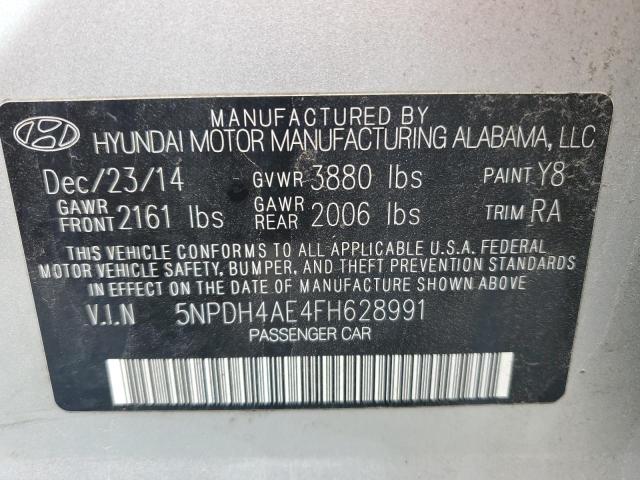 MANUFACTURED BY
HYUNDAI MOTOR MANUFACTURING ALABAMA, LLC
Dec/23/14 GVWR 3880 lbs PAINT Y8
GAWR FRONT 2161 lbs GAWR REAR 2006 lbs TRIM RA
THIS VEHICLE CONFORMS TO ALL APPLICABLE U.S.A. FEDERAL
MOTOR VEHICLE SAFETY, BUMPER, AND THEFT PREVENTION STANDARDS
IN EFFECT ON THE DATE OF MANUFACTURE SHOWN ABOVE
V.I.N 5NPDH4AE4FH628991
PASSENGER CAR